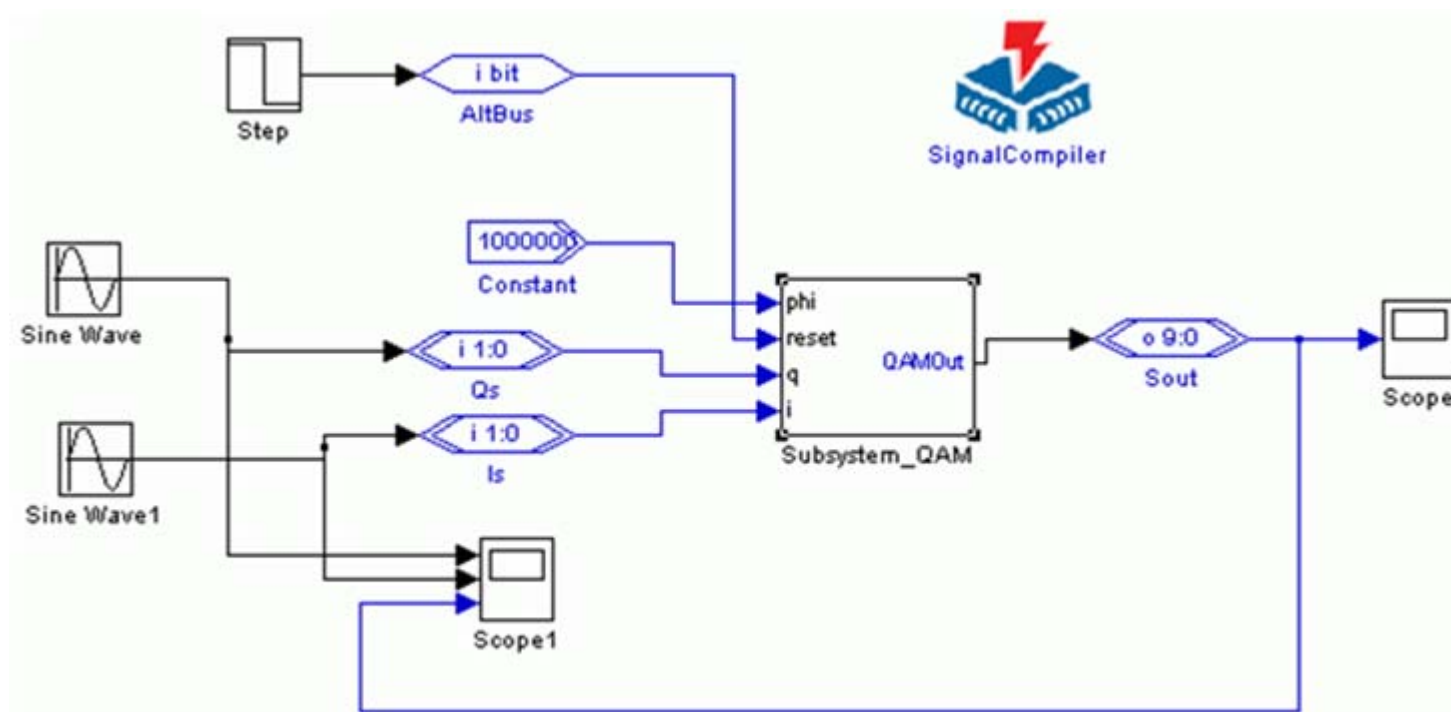 Step
i bit
AltBus
SignalCompiler
1000000
Constant
Sine Wave
i 1:0
Qs
Sine Wave1
i 1:0
Is
phi
reset
q
i
QAMOut
Subsystem_QAM
o 9:0
Sout
Scope
Scope1